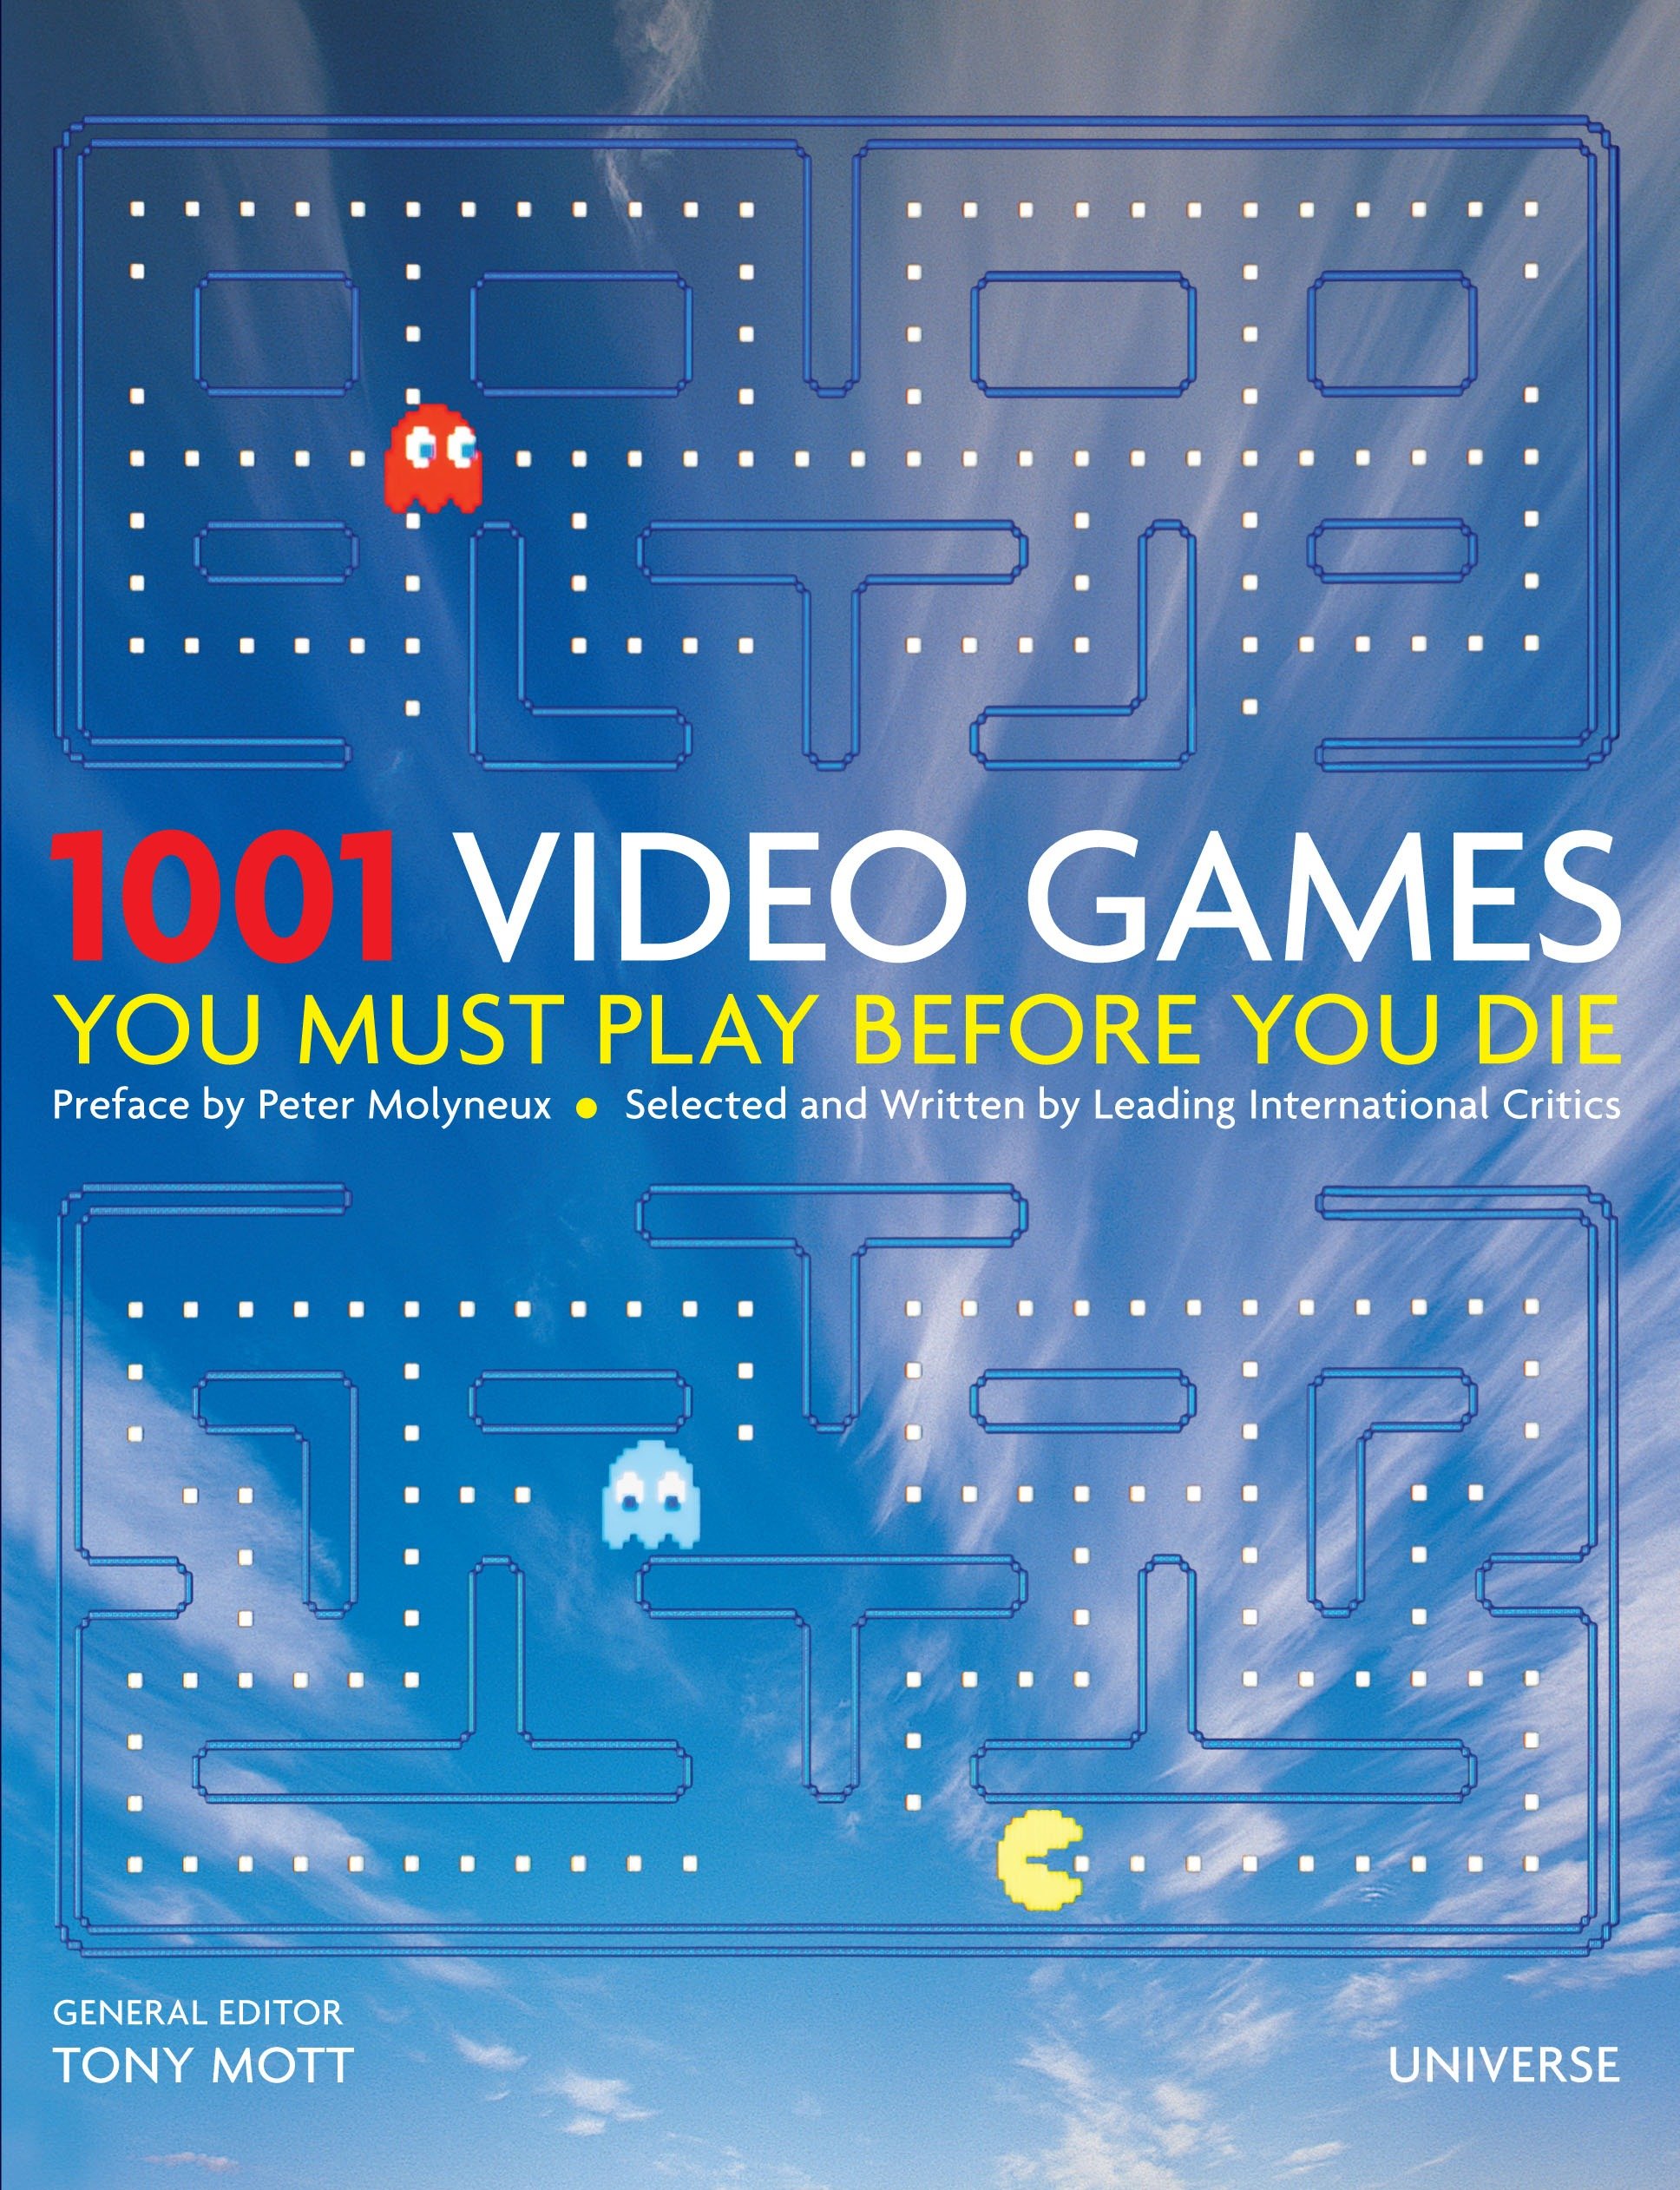 1001 VIDEO GAMES
YOU MUST PLAY BEFORE YOU DIE
Preface by Peter Molyneux ● Selected and Written by Leading International Critics
GENERAL EDITOR
TONY MOTT
UNIVERSE